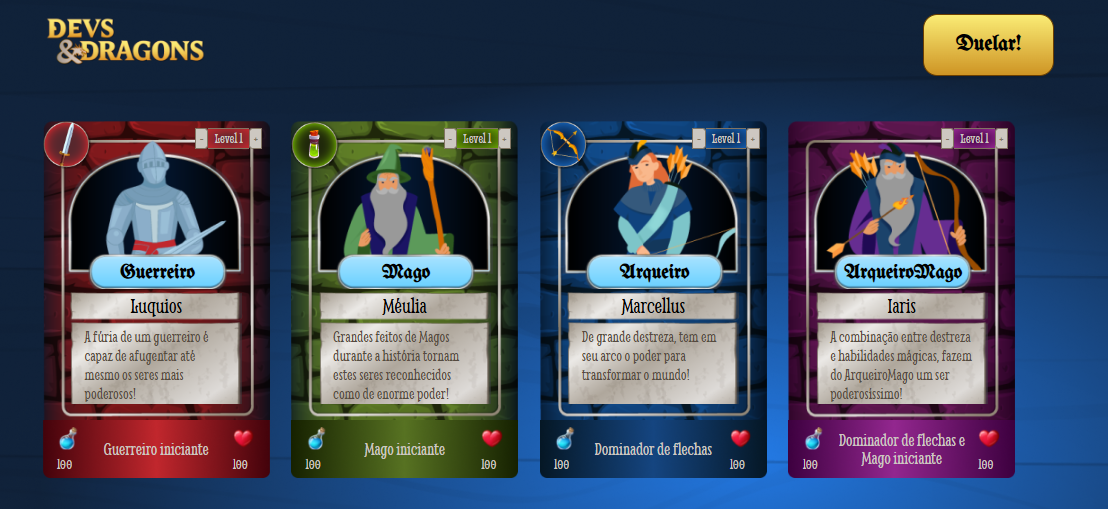 DEVS
&DRAGONS
Duelar!
- Level 1 +
Guerreiro
Luquios
A fúria de um guerreiro é
capaz de afugentar até
mesmo os seres mais
poderosos!
Guerreiro iniciante
100 100
- Level 1 +
Mago
Méulia
Grandes feitos de Magos
durante a história tornam
estes seres reconhecidos
como de enorme poder!
Mago iniciante
100 100
- Level 1 +
Arqueiro
Marcellus
De grande destreza, tem em
seu arco o poder para
transformar o mundo!
Dominador de flechas
100 100
- Level 1 +
ArqueiroMago
Iaris
A combinação entre destreza
e habilidades mágicas, fazem
do ArqueiroMago um ser
poderosíssimo!
Dominador de flechas e
Mago iniciante
100 100